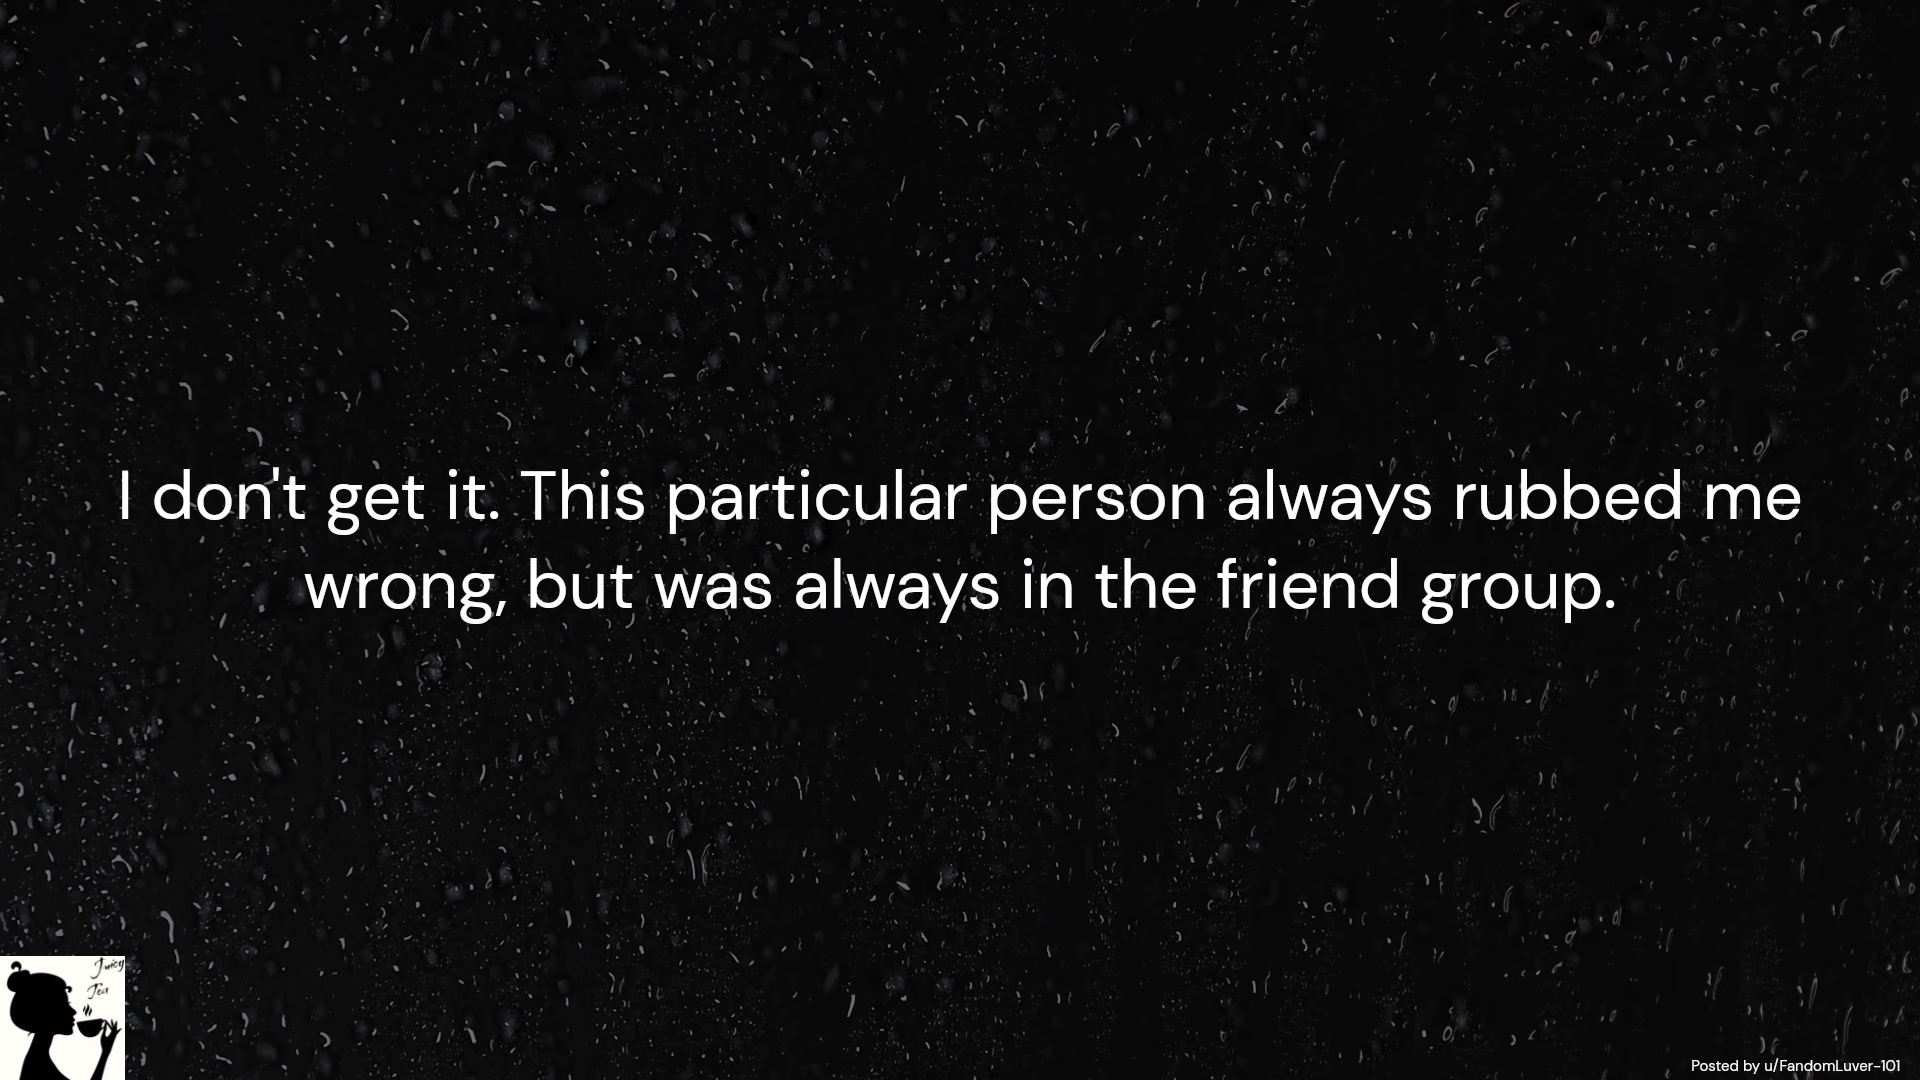 I don't get it. This particular person always rubbed me
wrong, but was always in the friend group.
Juicy
Tea
Posted by u/FandomLuver-101